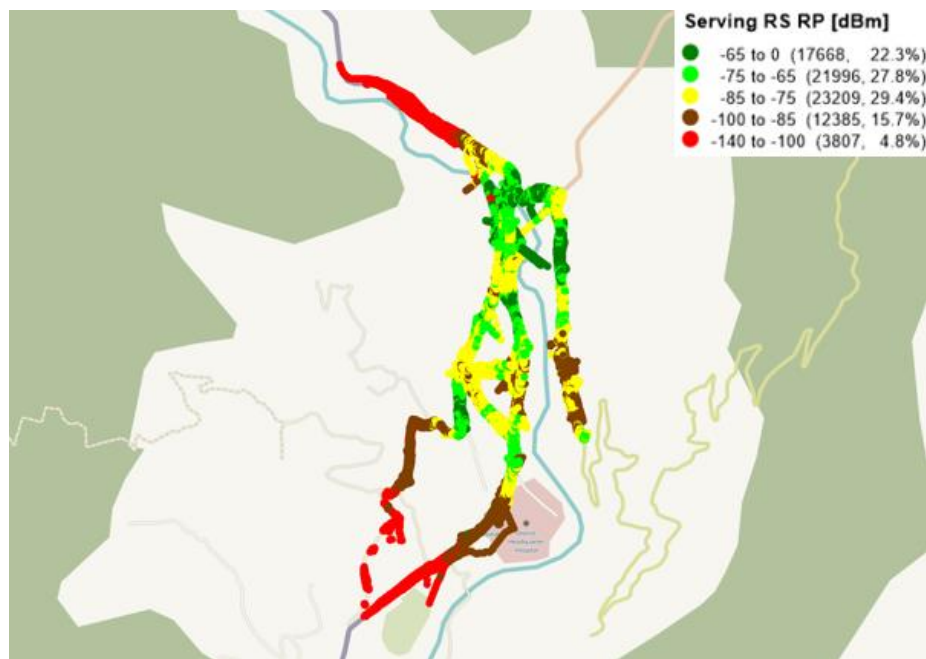 Serving RS RP [dBm]
-65 to 0 (17668, 22.3%)
-75 to -65 (21996, 27.8%)
-85 to -75 (23209, 29.4%)
-100 to -85 (12385, 15.7%)
-140 to -100 (3807, 4.8%)